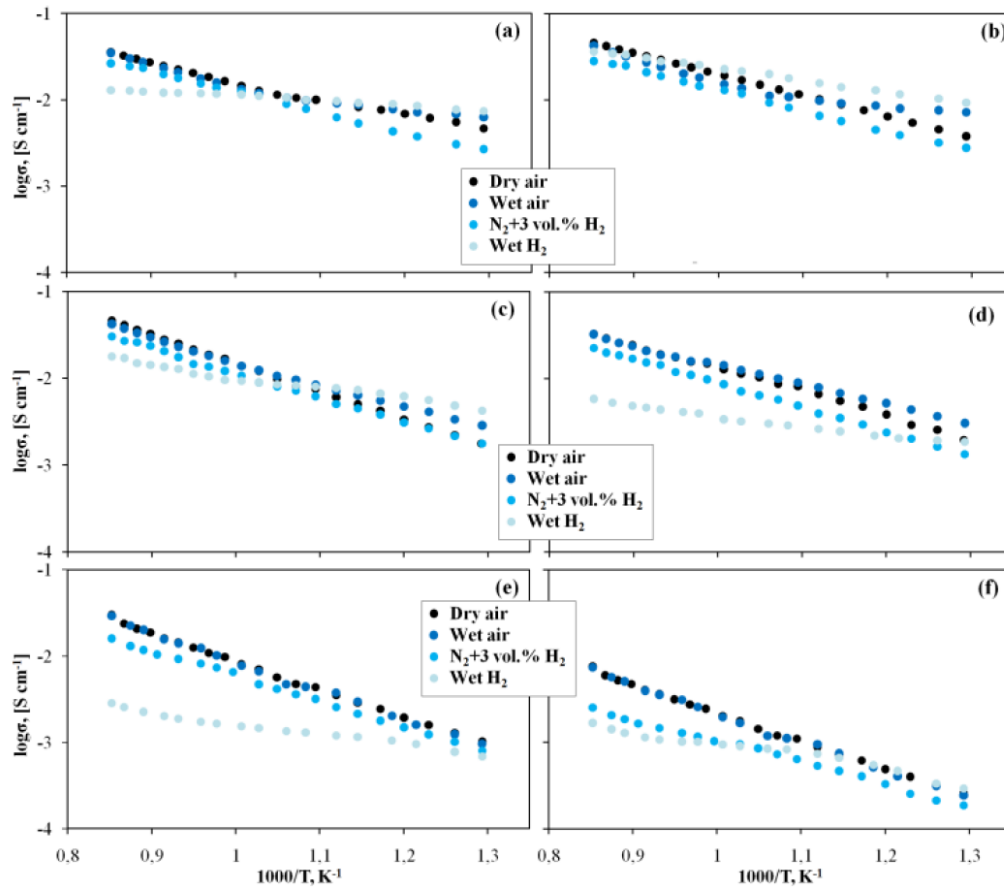 -1
(a)
(b)
-2
logσ, [S cm⁻¹]
-3
-4
Dry air
Wet air
N₂+3 vol.% H₂
Wet H₂
-1
(c)
(d)
-2
logσ, [S cm⁻¹]
-3
-4
Dry air
Wet air
N₂+3 vol.% H₂
Wet H₂
-1
(e)
(f)
-2
logσ, [S cm⁻¹]
-3
-4
Dry air
Wet air
N₂+3 vol.% H₂
Wet H₂
0,8 0,9 1 1,1 1,2 1,3 0,8 0,9 1 1,1 1,2 1,3
1000/T, K⁻¹ 1000/T, K⁻¹